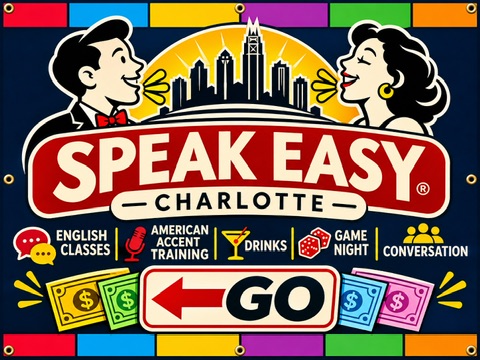 SPEAK EASY®
CHARLOTTE
ENGLISH CLASSES
AMERICAN ACCENT TRAINING
DRINKS
GAME NIGHT
CONVERSATION
$ $ $ $
GO